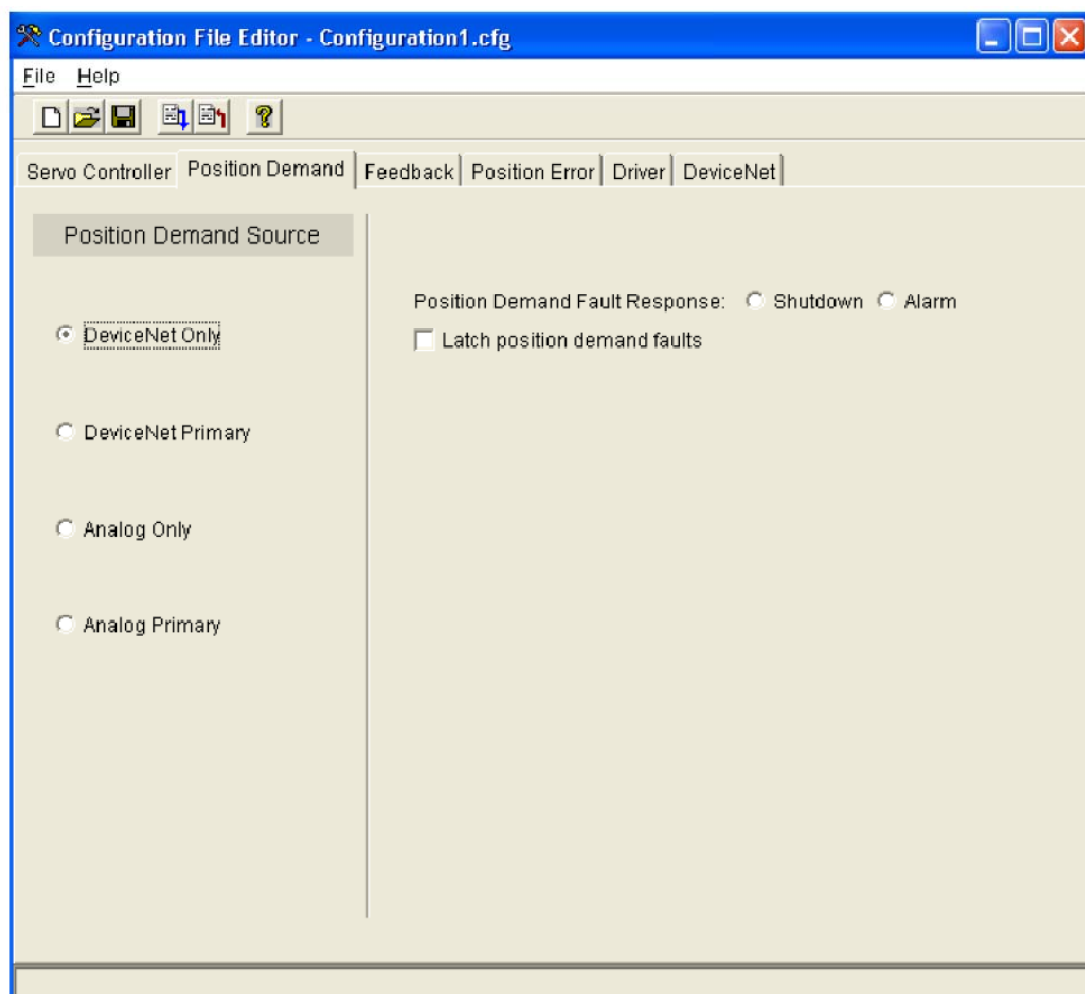 Configuration File Editor - Configuration1.cfg
File Help
Servo Controller Position Demand Feedback Position Error Driver DeviceNet
Position Demand Source
Position Demand Fault Response: Shutdown Alarm
DeviceNet Only
Latch position demand faults
DeviceNet Primary
Analog Only
Analog Primary